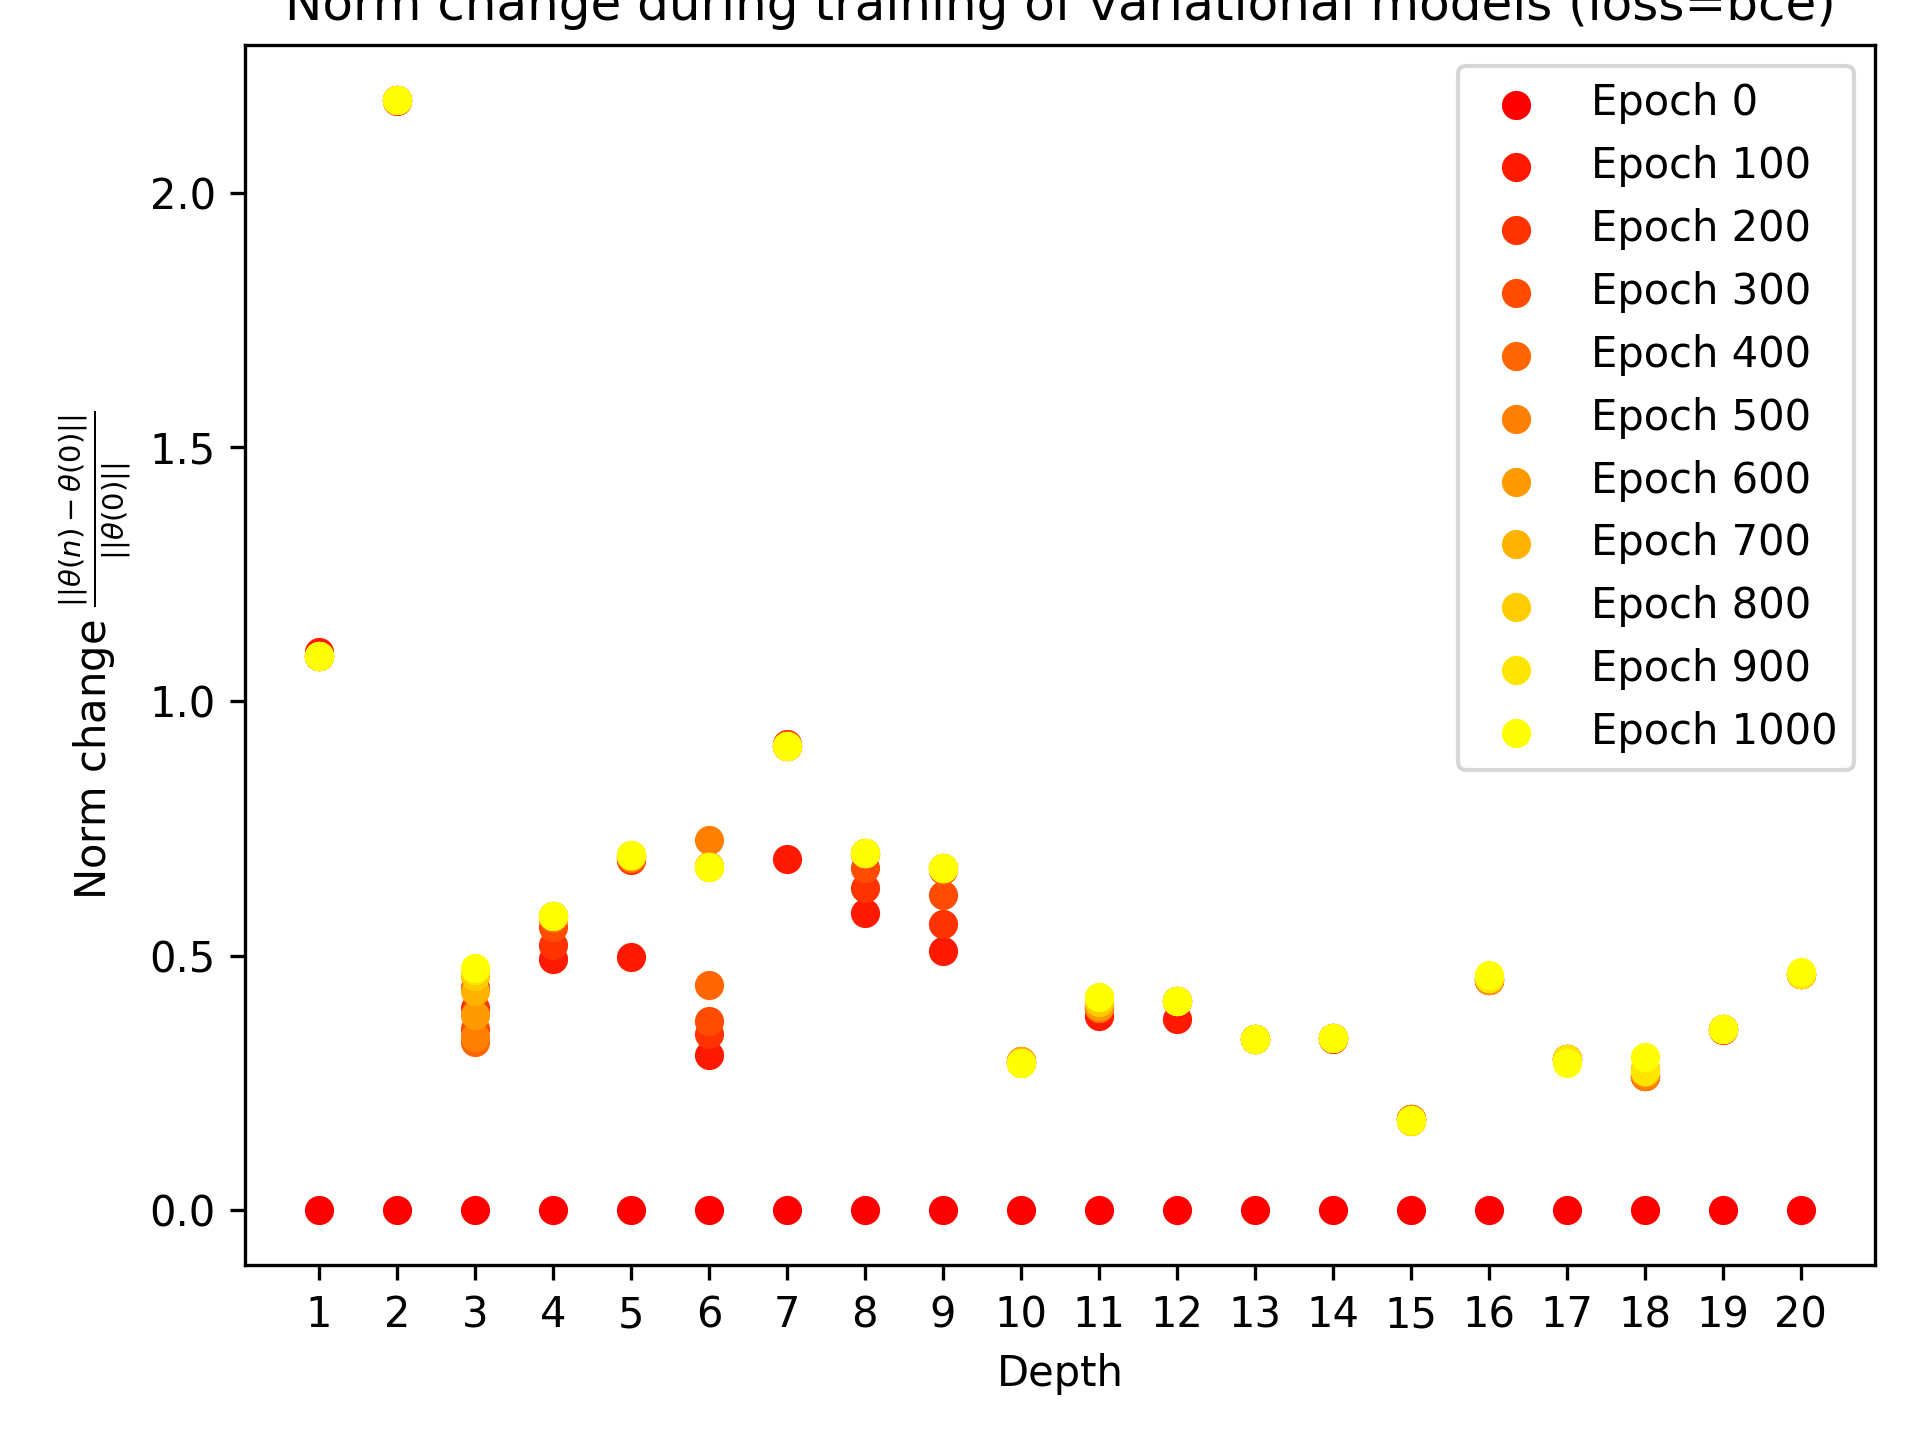 Norm change during training of variational models (loss=bce)
Epoch 0
Epoch 100
Epoch 200
Epoch 300
Epoch 400
Epoch 500
Epoch 600
Epoch 700
Epoch 800
Epoch 900
Epoch 1000
2.0
1.5
1.0
0.5
0.0
Norm change ||θ(n) − θ(0)|| / ||θ(0)||
1 2 3 4 5 6 7 8 9 10 11 12 13 14 15 16 17 18 19 20
Depth